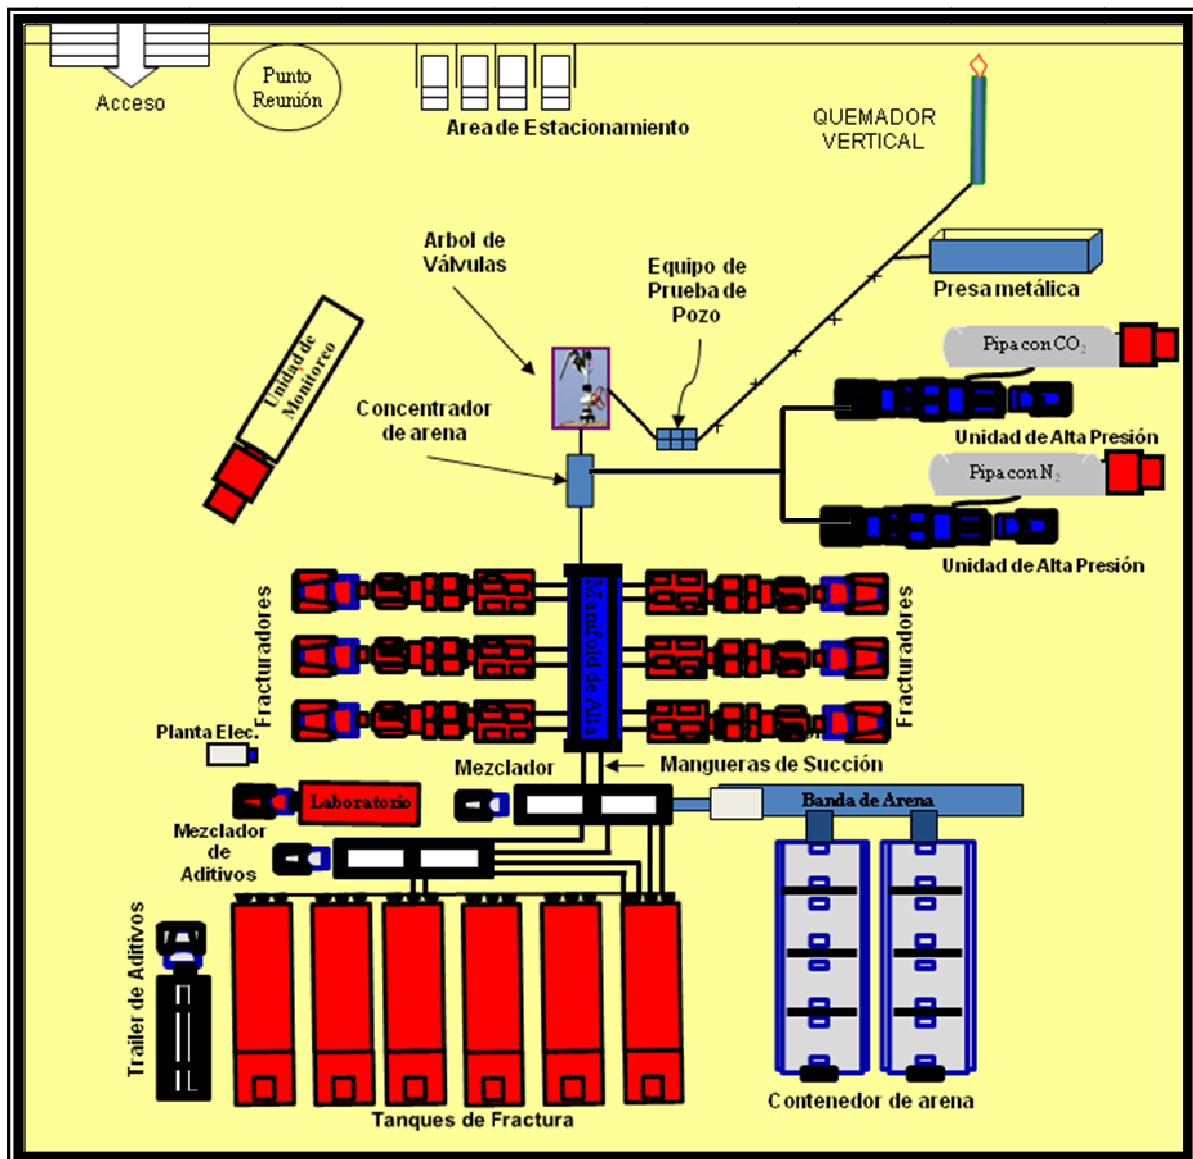 Acceso
Punto
Reunión
Area de Estacionamiento
QUEMADOR
VERTICAL
Arbol de
Válvulas
Equipo de
Prueba de
Pozo
Presa metálica
Unidad de
Monitoreo
Pipa con CO₂
Concentrador
de arena
Unidad de Alta Presión
Pipa con N₂
Unidad de Alta Presión
Fracturadores
Manifold de Alta
Fracturadores
Planta Elec.
Mezclador
Mangueras de Succión
Laboratorio
Banda de Arena
Mezclador
de
Aditivos
Trailer de Aditivos
Tanques de Fractura
Contenedor de arena